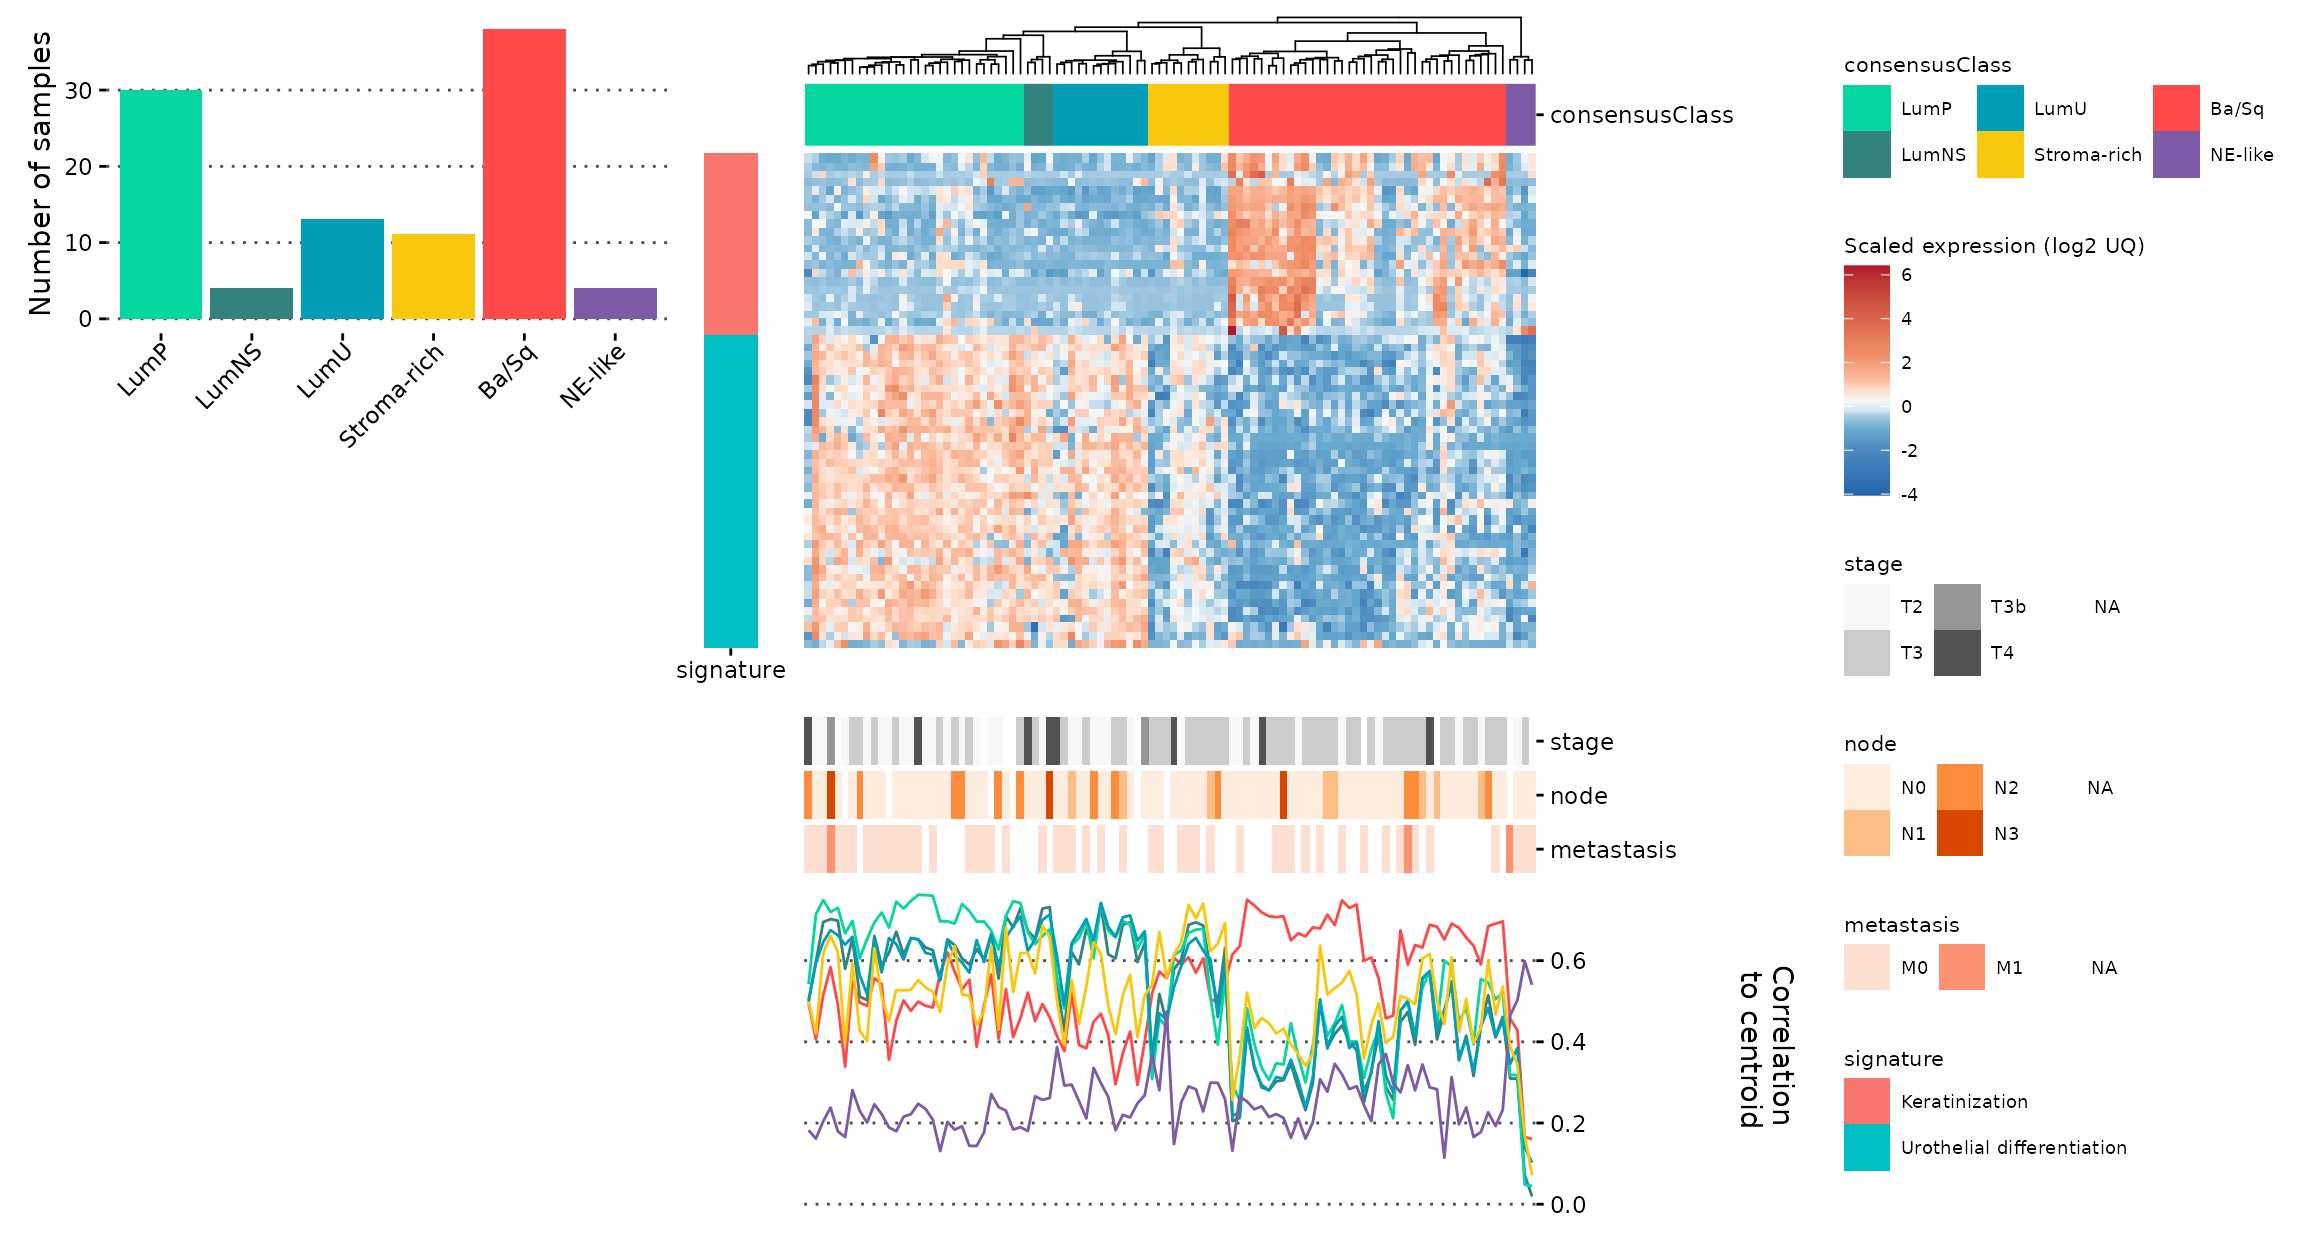 Number of samples
30
20
10
0
LumP
LumNS
LumU
Stroma-rich
Ba/Sq
NE-like
signature
consensusClass
stage
node
metastasis
0.6
0.4
0.2
0.0
Correlation
to centroid
consensusClass
LumP LumU Ba/Sq
LumNS Stroma-rich NE-like
Scaled expression (log2 UQ)
6
4
2
0
-2
-4
stage
T2 T3b NA
T3 T4
node
N0 N2 NA
N1 N3
metastasis
M0 M1 NA
signature
Keratinization
Urothelial differentiation